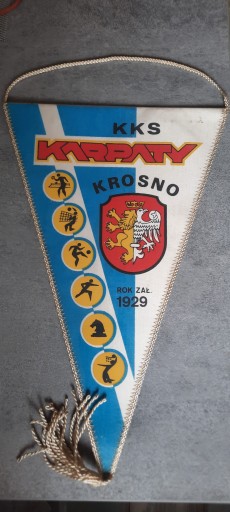 KKS
KARPATY
KROSNO
ROK ZAŁ.
1929